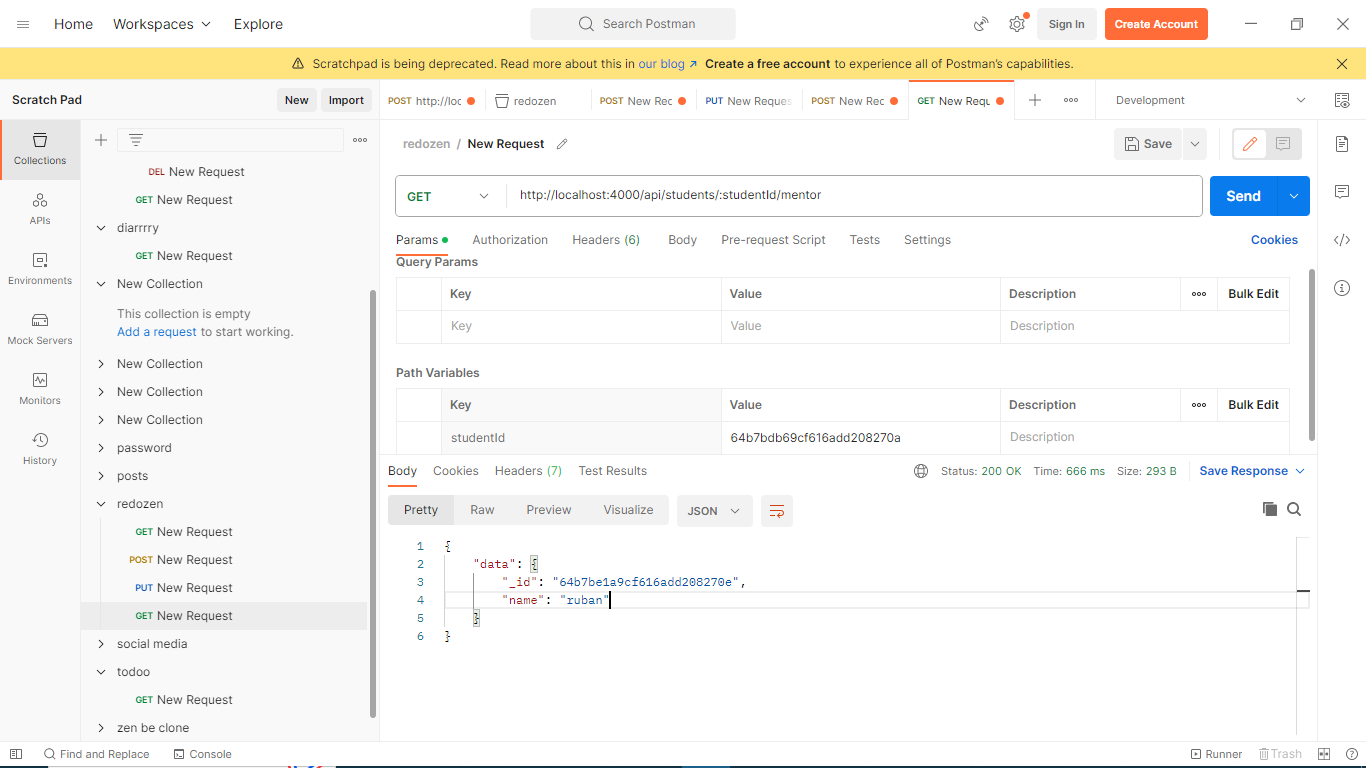 Home Workspaces Explore Search Postman Sign In Create Account
Scratchpad is being deprecated. Read more about this in our blog ↗ Create a free account to experience all of Postman's capabilities.
Scratch Pad New Import
POST http://loc redozen POST New Rec PUT New Reques POST New Rec GET New Requ Development
Collections
APIs
Environments
Mock Servers
Monitors
History
DEL New Request
GET New Request
diarrrry
GET New Request
New Collection
This collection is empty
Add a request to start working.
New Collection
New Collection
New Collection
password
posts
redozen
GET New Request
POST New Request
PUT New Request
GET New Request
social media
todoo
GET New Request
zen be clone
redozen / New Request Save
GET http://localhost:4000/api/students/:studentId/mentor Send
Params Authorization Headers (6) Body Pre-request Script Tests Settings Cookies
Query Params
Key Value Description Bulk Edit
Key Value Description
Path Variables
Key Value Description Bulk Edit
studentId 64b7bdb69cf616add208270a Description
Body Cookies Headers (7) Test Results Status: 200 OK Time: 666 ms Size: 293 B Save Response
Pretty Raw Preview Visualize JSON
1 {
2 "data": {
3 "_id": "64b7be1a9cf616add208270e",
4 "name": "ruban"
5 }
6 }
Find and Replace Console Runner Trash